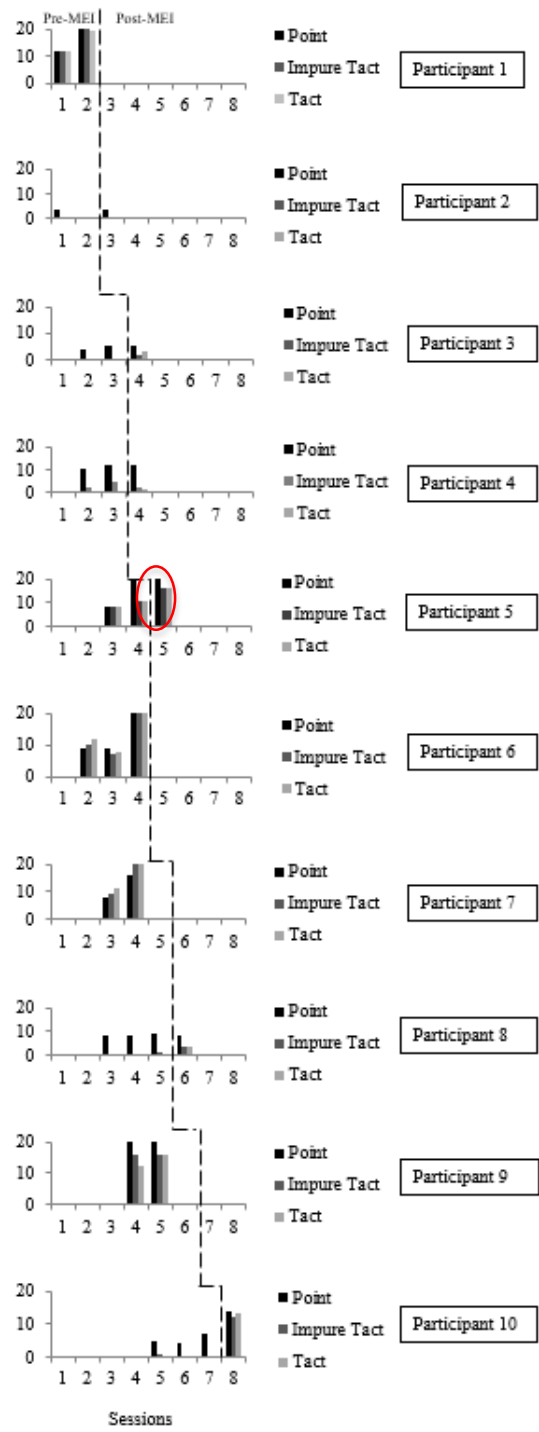 Pre-MEI Post-MEI
20
10
0
1 2 3 4 5 6 7 8
Point
Impure Tact
Tact
Participant 1
20
10
0
1 2 3 4 5 6 7 8
Point
Impure Tact
Tact
Participant 2
20
10
0
1 2 3 4 5 6 7 8
Point
Impure Tact
Tact
Participant 3
20
10
0
1 2 3 4 5 6 7 8
Point
Impure Tact
Tact
Participant 4
20
10
0
1 2 3 4 5 6 7 8
Point
Impure Tact
Tact
Participant 5
20
10
0
1 2 3 4 5 6 7 8
Point
Impure Tact
Tact
Participant 6
20
10
0
1 2 3 4 5 6 7 8
Point
Impure Tact
Tact
Participant 7
20
10
0
1 2 3 4 5 6 7 8
Point
Impure Tact
Tact
Participant 8
20
10
0
1 2 3 4 5 6 7 8
Point
Impure Tact
Tact
Participant 9
20
10
0
1 2 3 4 5 6 7 8
Point
Impure Tact
Tact
Participant 10
Sessions